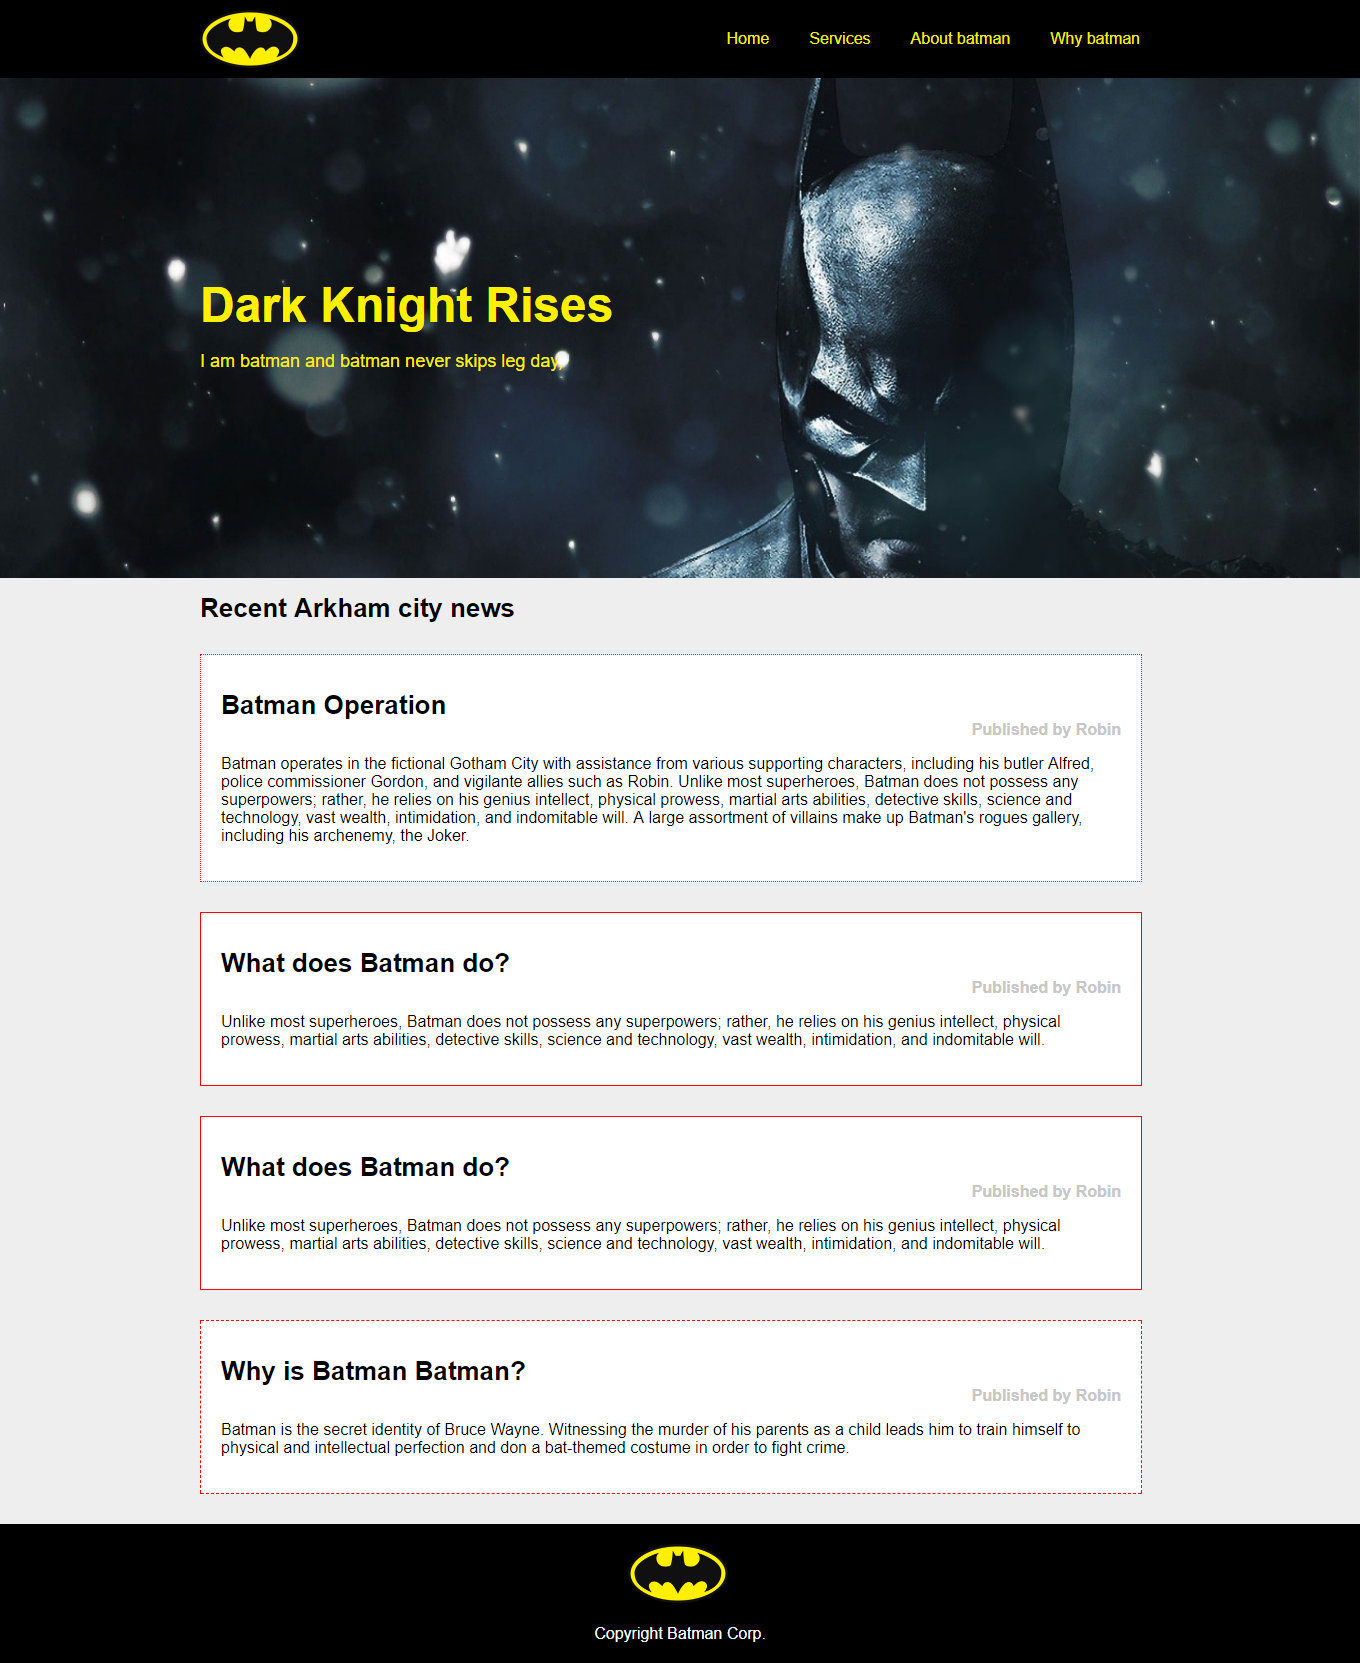 Home Services About batman Why batman
Dark Knight Rises
I am batman and batman never skips leg day,
Recent Arkham city news
Batman Operation
Published by Robin
Batman operates in the fictional Gotham City with assistance from various supporting characters, including his butler Alfred,
police commissioner Gordon, and vigilante allies such as Robin. Unlike most superheroes, Batman does not possess any
superpowers; rather, he relies on his genius intellect, physical prowess, martial arts abilities, detective skills, science and
technology, vast wealth, intimidation, and indomitable will. A large assortment of villains make up Batman's rogues gallery,
including his archenemy, the Joker.
What does Batman do?
Published by Robin
Unlike most superheroes, Batman does not possess any superpowers; rather, he relies on his genius intellect, physical
prowess, martial arts abilities, detective skills, science and technology, vast wealth, intimidation, and indomitable will.
What does Batman do?
Published by Robin
Unlike most superheroes, Batman does not possess any superpowers; rather, he relies on his genius intellect, physical
prowess, martial arts abilities, detective skills, science and technology, vast wealth, intimidation, and indomitable will.
Why is Batman Batman?
Published by Robin
Batman is the secret identity of Bruce Wayne. Witnessing the murder of his parents as a child leads him to train himself to
physical and intellectual perfection and don a bat-themed costume in order to fight crime.
Copyright Batman Corp.